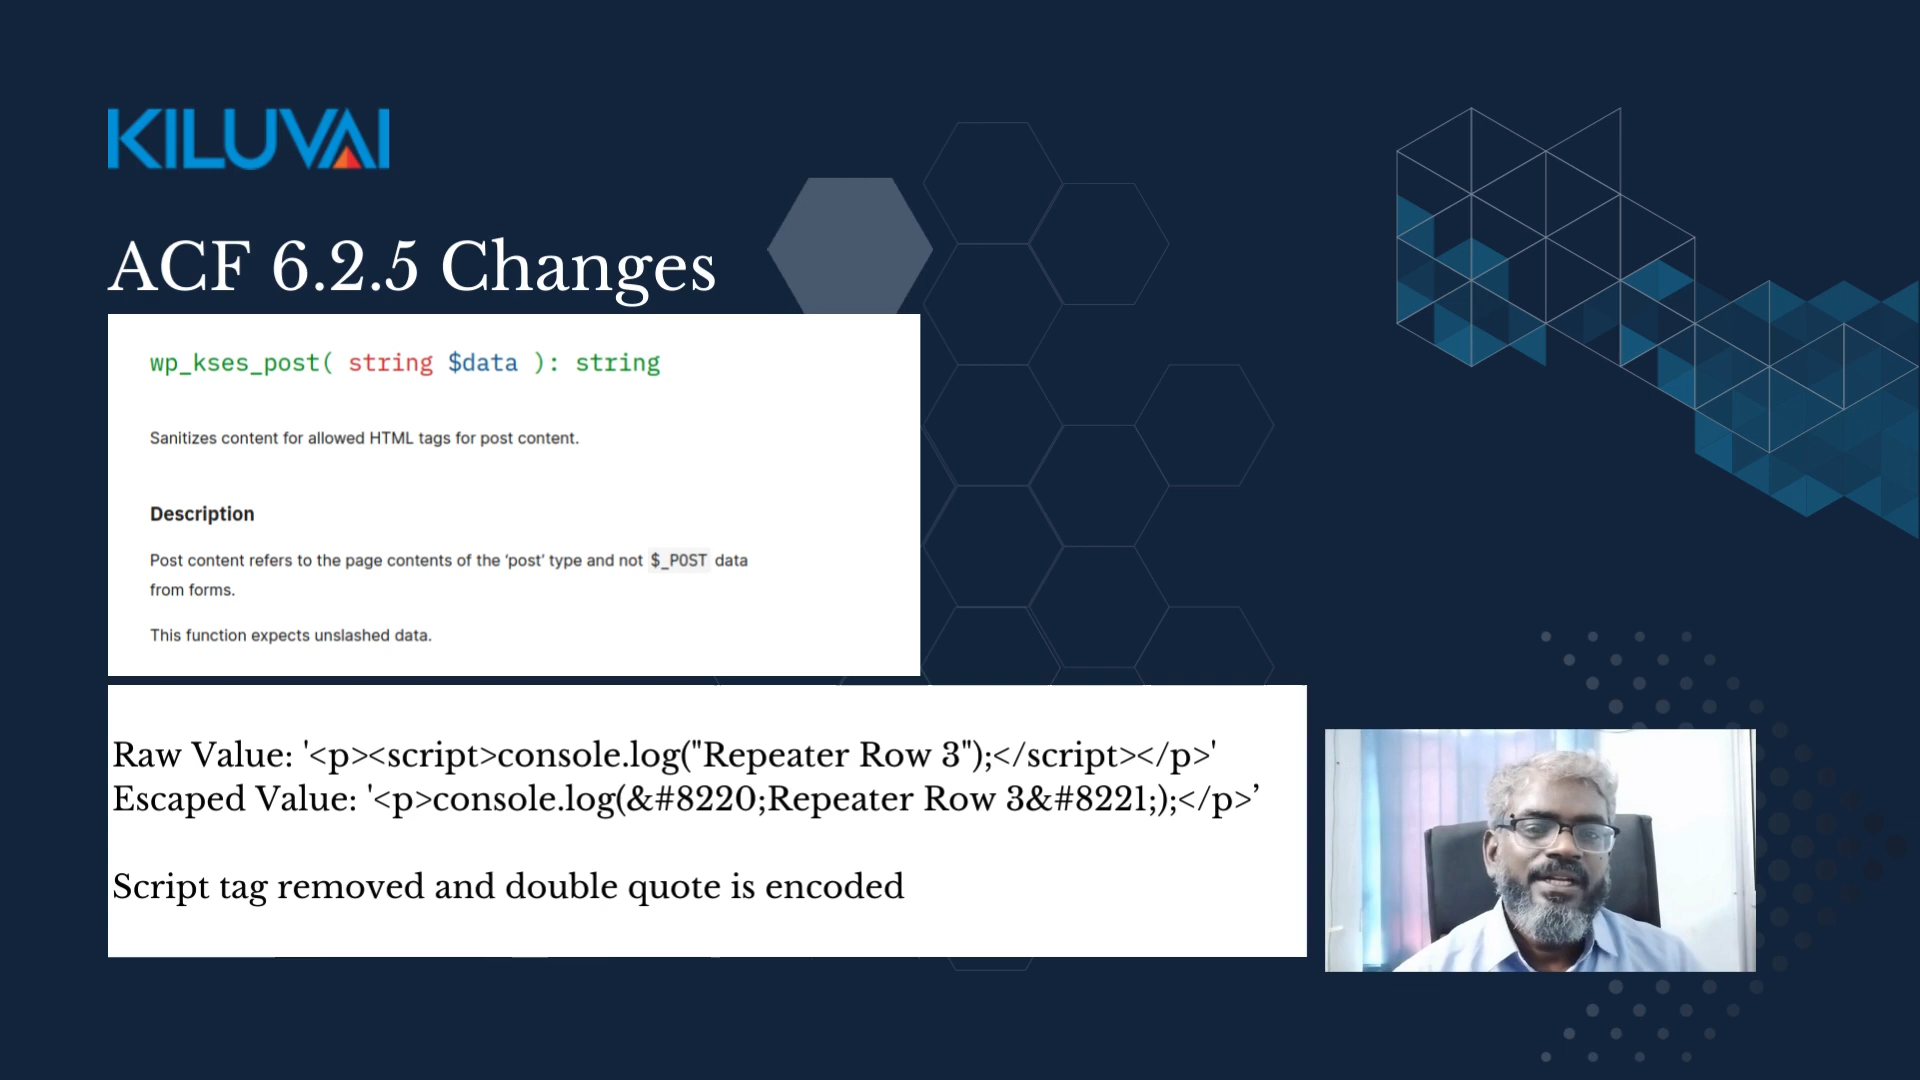 KILUVAI
ACF 6.2.5 Changes
wp_kses_post( string $data ): string
Sanitizes content for allowed HTML tags for post content.
Description
Post content refers to the page contents of the ‘post’ type and not $_POST data
from forms.
This function expects unslashed data.
Raw Value: '<p><script>console.log("Repeater Row 3");</script></p>'
Escaped Value: '<p>console.log(&#8220;Repeater Row 3&#8221;);</p>’
Script tag removed and double quote is encoded